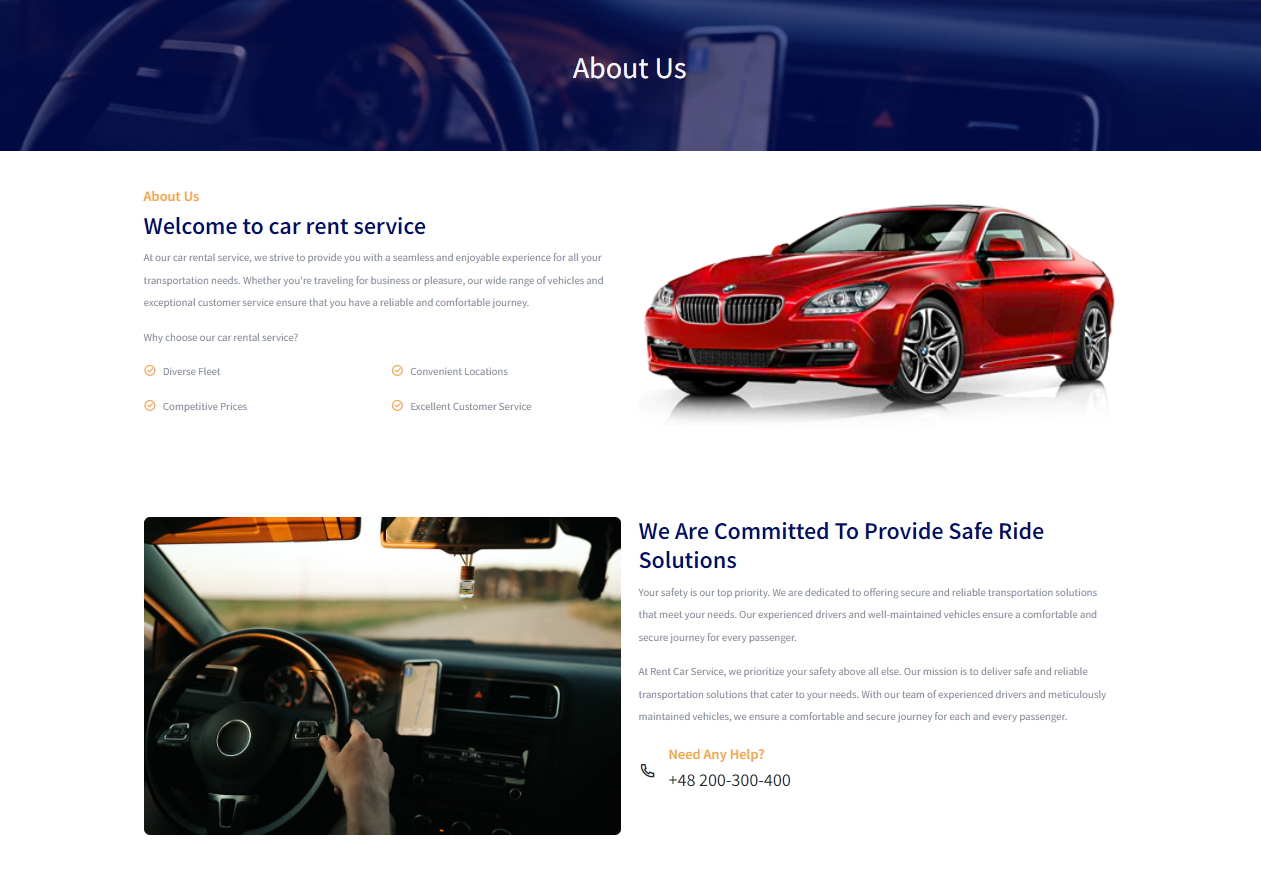 About Us
About Us
Welcome to car rent service
At our car rental service, we strive to provide you with a seamless and enjoyable experience for all your
transportation needs. Whether you're traveling for business or pleasure, our wide range of vehicles and
exceptional customer service ensure that you have a reliable and comfortable journey.
Why choose our car rental service?
Diverse Fleet
Convenient Locations
Competitive Prices
Excellent Customer Service
We Are Committed To Provide Safe Ride
Solutions
Your safety is our top priority. We are dedicated to offering secure and reliable transportation solutions
that meet your needs. Our experienced drivers and well-maintained vehicles ensure a comfortable and
secure journey for every passenger.
At Rent Car Service, we prioritize your safety above all else. Our mission is to deliver safe and reliable
transportation solutions that cater to your needs. With our team of experienced drivers and meticulously
maintained vehicles, we ensure a comfortable and secure journey for each and every passenger.
Need Any Help?
+48 200-300-400